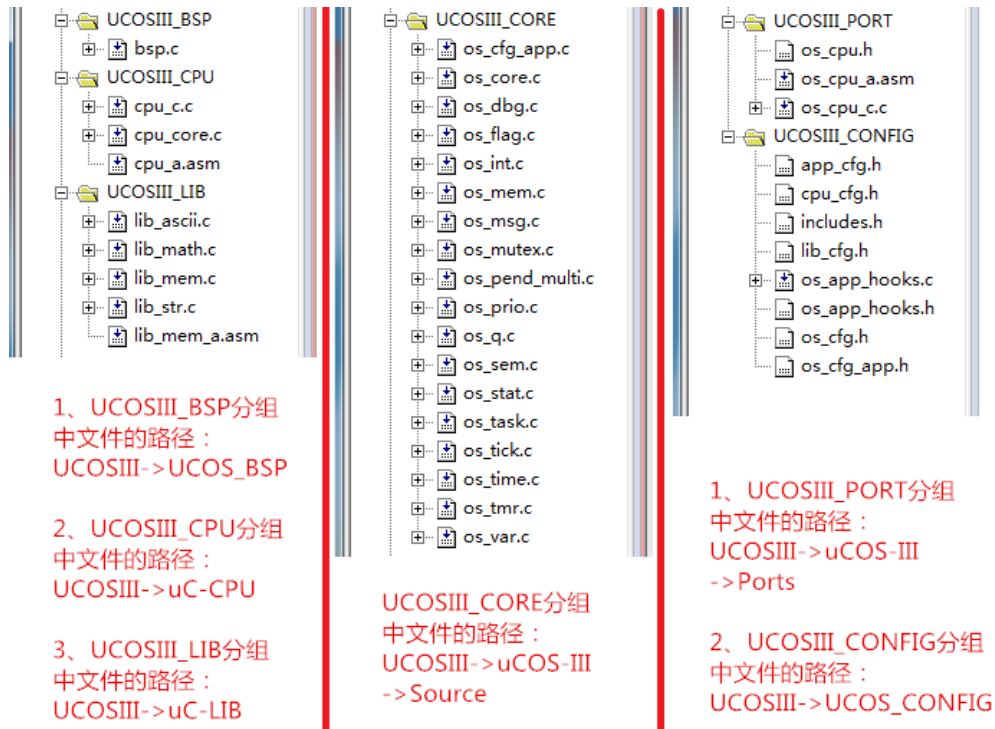 UCOSIII_BSP
bsp.c
UCOSIII_CPU
cpu_c.c
cpu_core.c
cpu_a.asm
UCOSIII_LIB
lib_ascii.c
lib_math.c
lib_mem.c
lib_str.c
lib_mem_a.asm
1、UCOSIII_BSP分组
中文件的路径：
UCOSIII->UCOS_BSP
2、UCOSIII_CPU分组
中文件的路径：
UCOSIII->uC-CPU
3、UCOSIII_LIB分组
中文件的路径：
UCOSIII->uC-LIB
UCOSIII_CORE
os_cfg_app.c
os_core.c
os_dbg.c
os_flag.c
os_int.c
os_mem.c
os_msg.c
os_mutex.c
os_pend_multi.c
os_prio.c
os_q.c
os_sem.c
os_stat.c
os_task.c
os_tick.c
os_time.c
os_tmr.c
os_var.c
UCOSIII_CORE分组
中文件的路径：
UCOSIII->uCOS-III
->Source
UCOSIII_PORT
os_cpu.h
os_cpu_a.asm
os_cpu_c.c
UCOSIII_CONFIG
app_cfg.h
cpu_cfg.h
includes.h
lib_cfg.h
os_app_hooks.c
os_app_hooks.h
os_cfg.h
os_cfg_app.h
1、UCOSIII_PORT分组
中文件的路径：
UCOSIII->uCOS-III
->Ports
2、UCOSIII_CONFIG分组
中文件的路径：
UCOSIII->UCOS_CONFIG